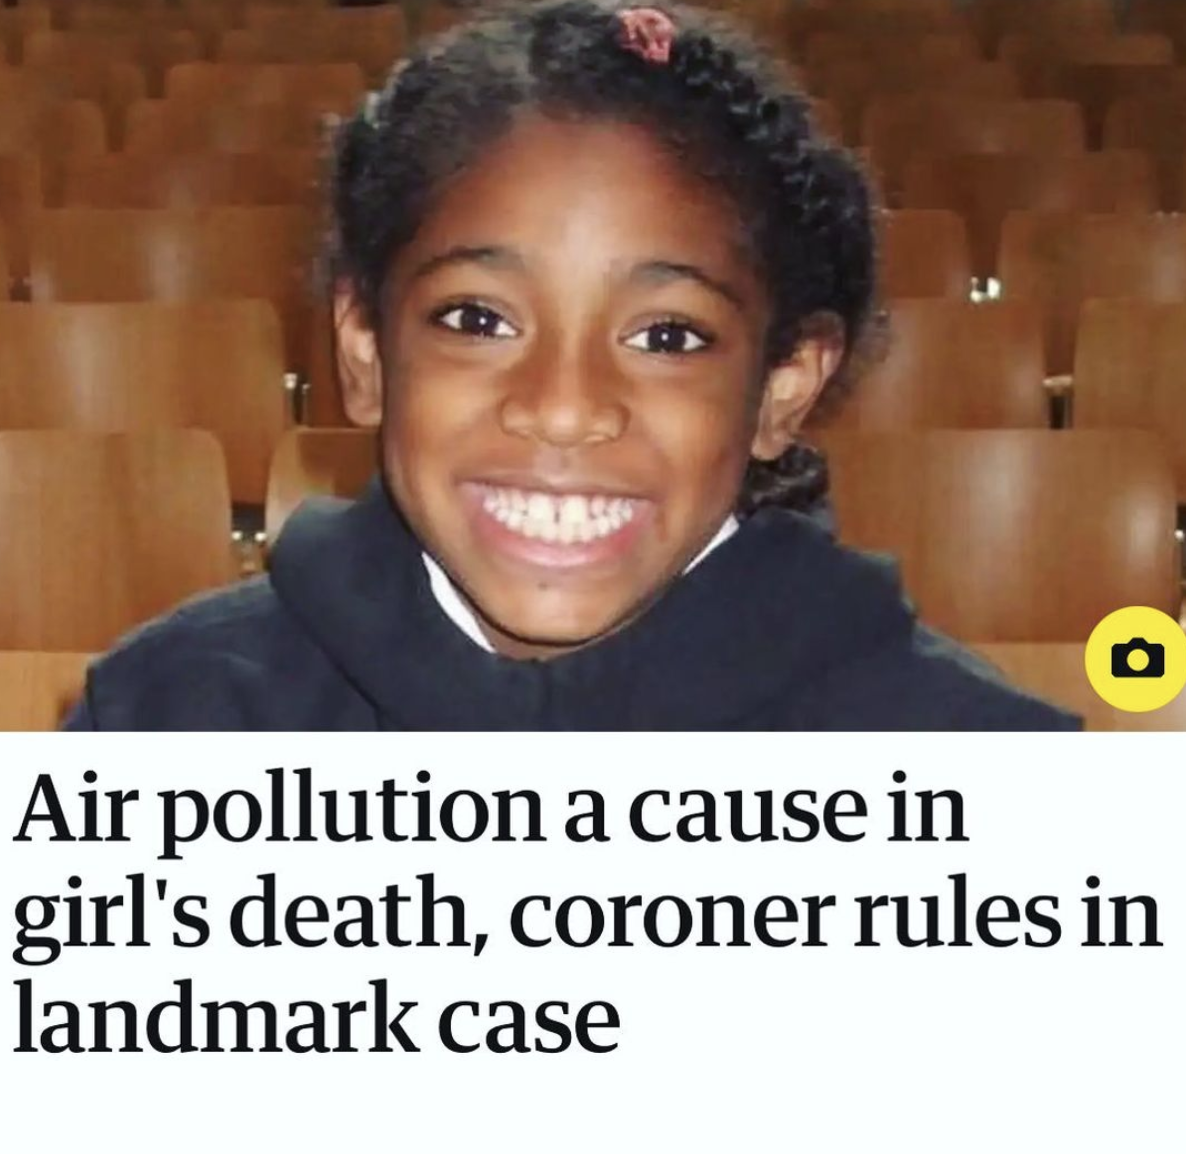 Air pollution a cause in
girl's death, coroner rules in
landmark case